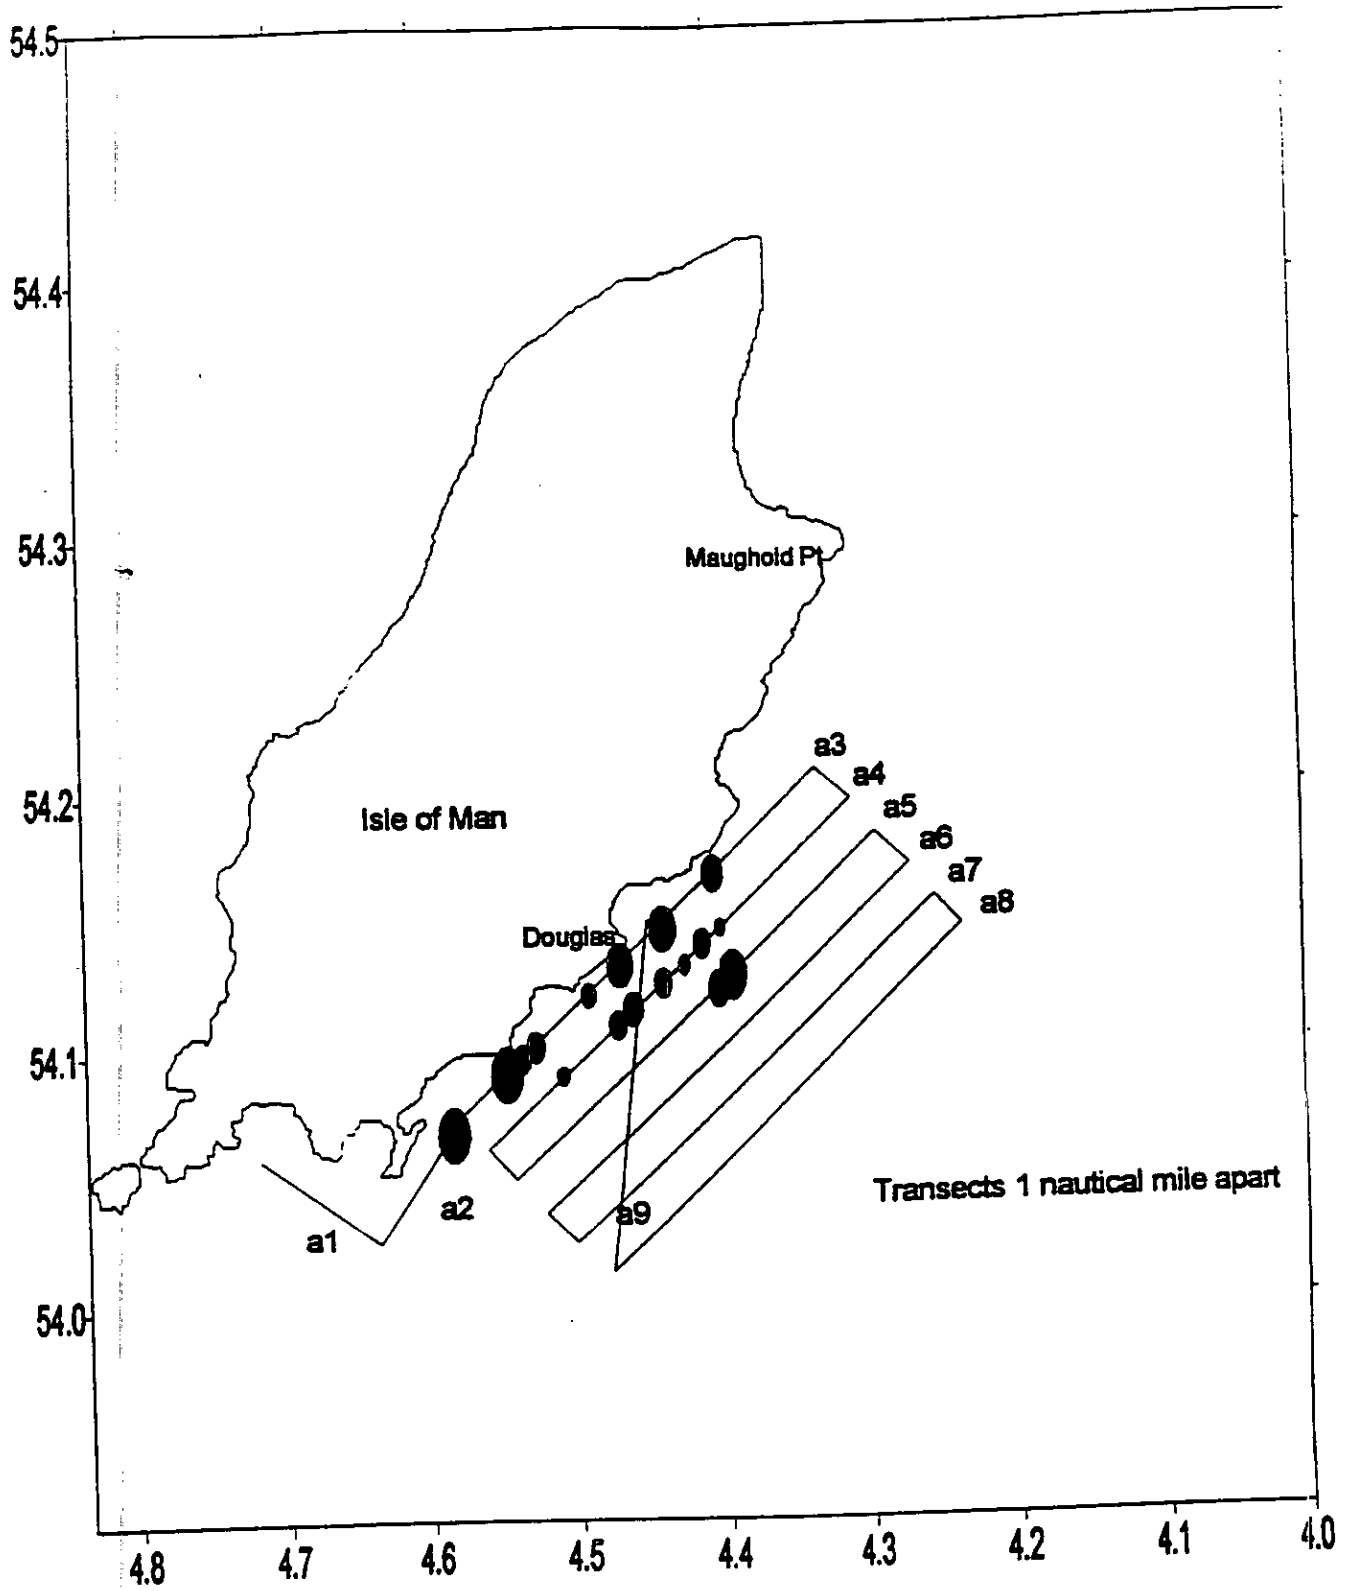 54.5
54.4
54.3
Maughold Pt
a3
a4
54.2
a5
Isle of Man
a6
a7
a8
Douglas
54.1
Transects 1 nautical mile apart
a2
a9
a1
54.0
4.8 4.7 4.6 4.5 4.4 4.3 4.2 4.1 4.0